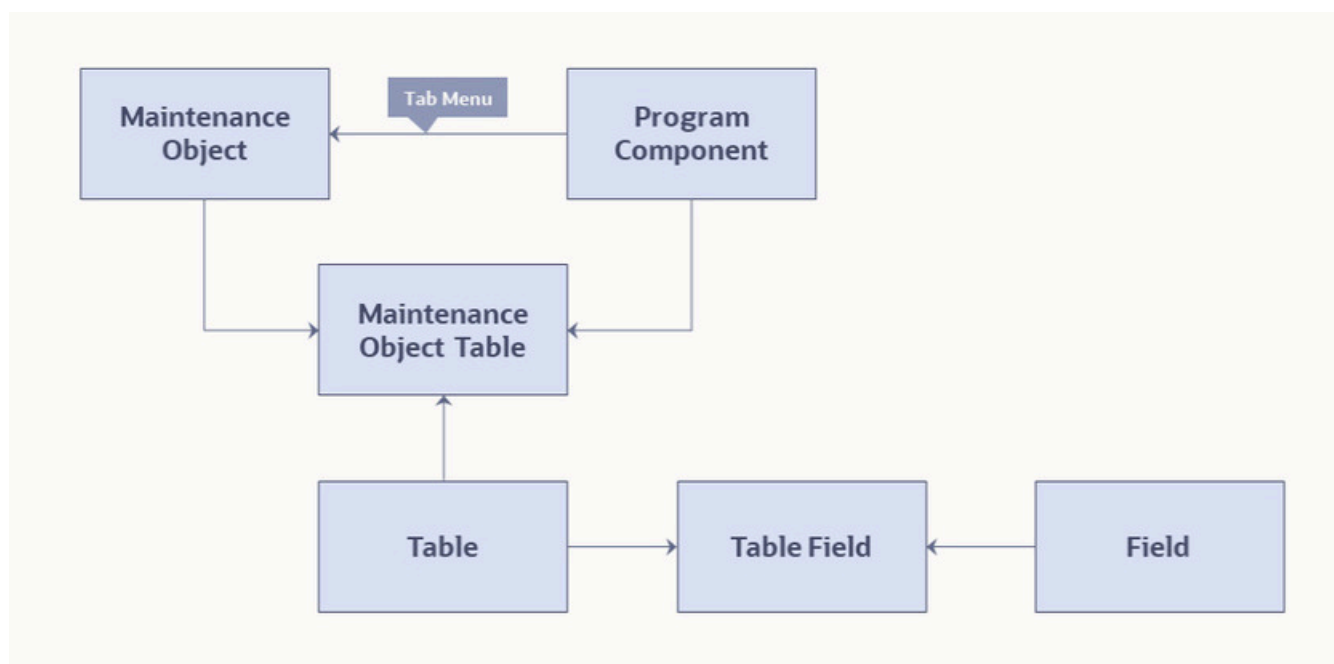 Maintenance
Object
Tab Menu
Program
Component
Maintenance
Object Table
Table
Table Field
Field